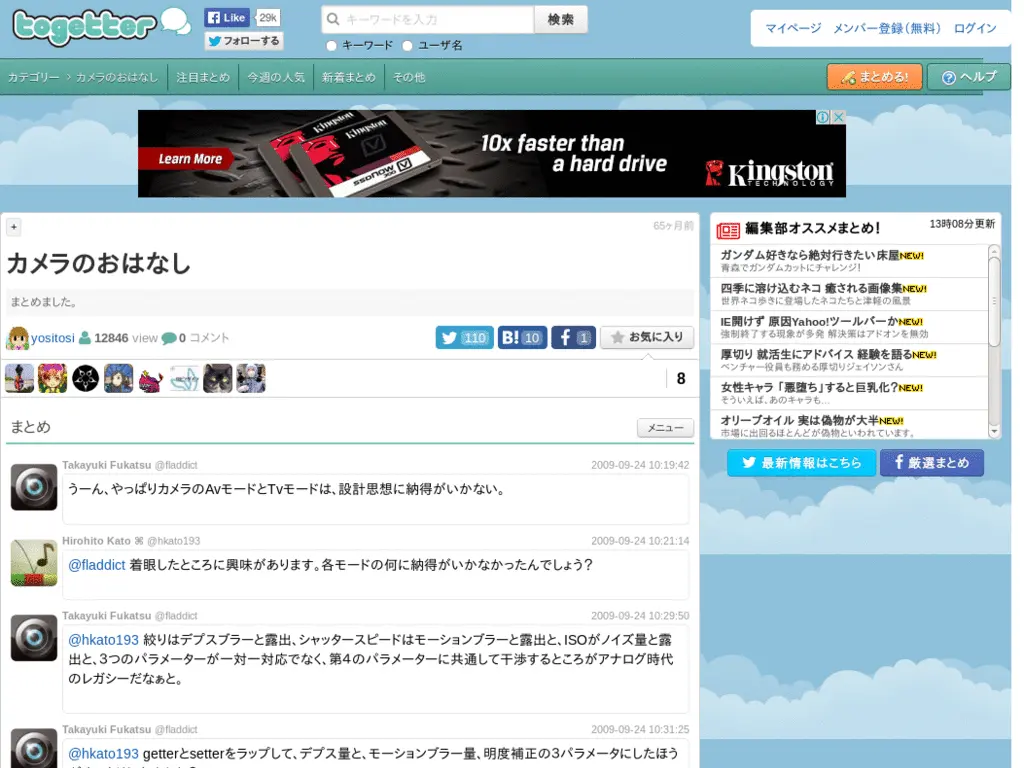 togetter
Like
29k
フォローする
キーワードを入力
検索
キーワード
ユーザ名
マイページ メンバー登録(無料) ログイン
カテゴリー › カメラのおはなし
注目まとめ
今週の人気
新着まとめ
その他
まとめる!
ヘルプ
Learn More
Kingston
Kingston
SSDNOW V
10x faster than
a hard drive
Kingston
TECHNOLOGY
+
65ヶ月前
カメラのおはなし
まとめました。
yositosi 12846 view 0 コメント
110
B! 10
f 1
お気に入り
8
まとめ
メニュー
Takayuki Fukatsu @fladdict
2009-09-24 10:19:42
うーん、やっぱりカメラのAvモードとTvモードは、設計思想に納得がいかない。
Hirohito Kato ⌘ @hkato193
2009-09-24 10:21:14
@fladdict 着眼したところに興味があります。各モードの何に納得がいかなかったんでしょう?
Takayuki Fukatsu @fladdict
2009-09-24 10:29:50
@hkato193 絞りはデプスブラーと露出、シャッタースピードはモーションブラーと露出と、ISOがノイズ量と露
出と、3つのパラメーターが一対一対応でなく、第4のパラメーターに共通して干渉するところがアナログ時代
のレガシーだなぁと。
Takayuki Fukatsu @fladdict
2009-09-24 10:31:25
@hkato193 getterとsetterをラップして、デプス量と、モーションブラー量、明度補正の3パラメータにしたほう
編集部オススメまとめ!
13時08分更新
ガンダム好きなら絶対行きたい床屋NEW!
青森でガンダムカットにチャレンジ!
四季に溶け込むネコ 癒される画像集NEW!
世界ネコ歩きに登場したネコたちと津軽の風景
IE開けず 原因Yahoo!ツールバーかNEW!
強制終了する現象が多発 解決策はアドオンを無効
厚切り 就活生にアドバイス 経験を語るNEW!
ベンチャー役員も務める厚切りジェイソンさん
女性キャラ「悪堕ち」すると巨乳化?NEW!
そういえば、あのキャラも...
オリーブオイル 実は偽物が大半NEW!
市場に出回るほとんどが偽物といわれています。
最新情報はこちら
f 厳選まとめ